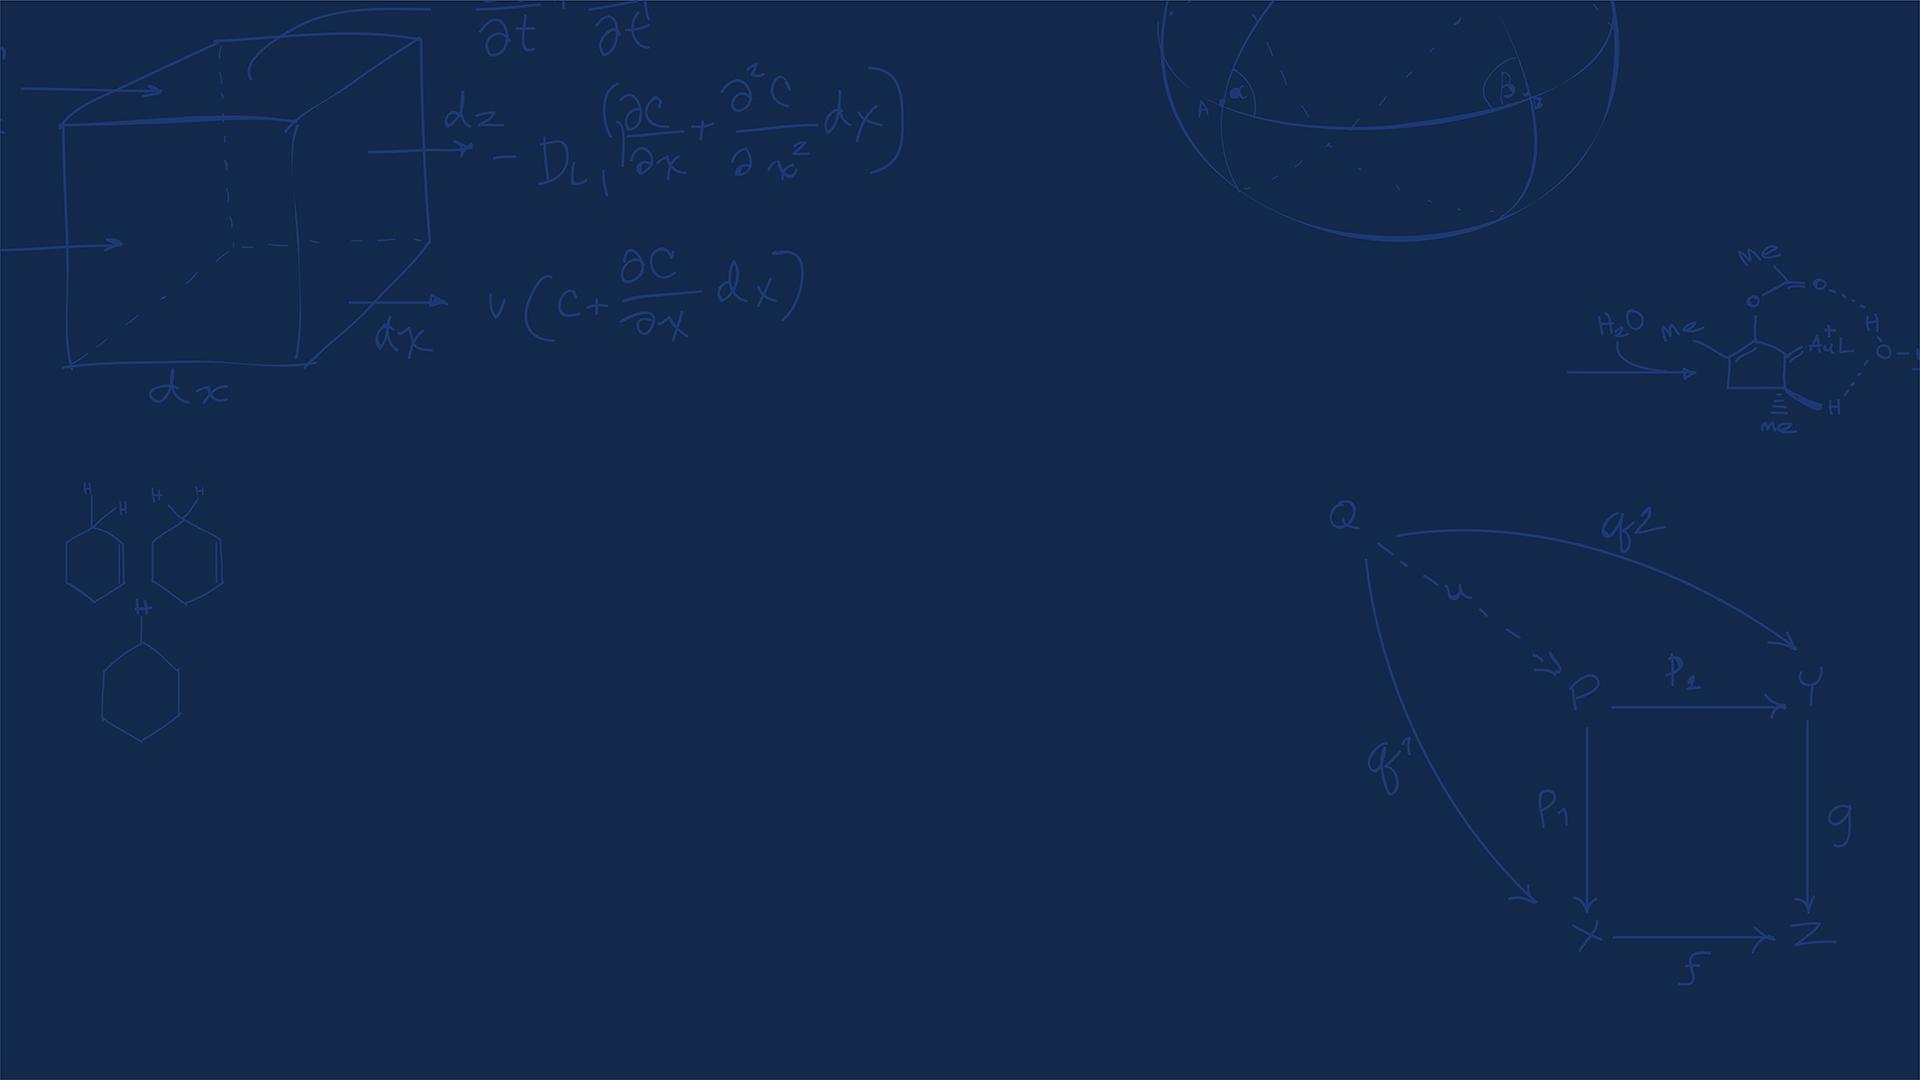 ∂t ∂t
dz
- D_L (∂C/∂x + ∂²C/∂x² dx)
v (C + ∂C/∂x dx)
dx
dx
A α β B
Me
O O
H
H₂O Me
+
AuL O
H
Me
H H H H
H
Q q2
u
P P₂ Y
q1
P₁ g
X Z
f